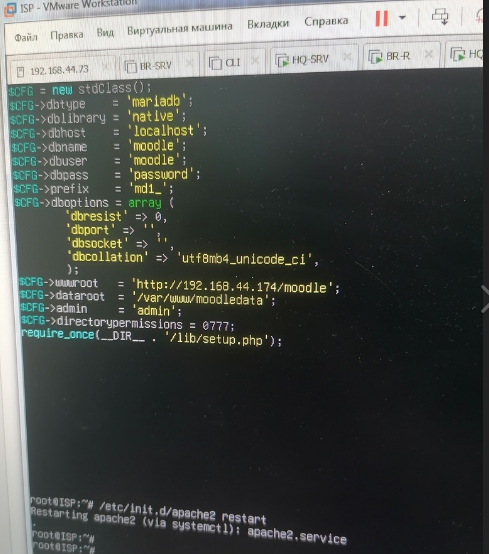 ISP - VMware Workstation
Файл Правка Вид Виртуальная машина Вкладки Справка
192.168.44.73 BR-SRV CLI HQ-SRV BR-R HQ
$CFG = new stdClass();
$CFG->dbtype = 'mariadb';
$CFG->dblibrary = 'native';
$CFG->dbhost = 'localhost';
$CFG->dbname = 'moodle';
$CFG->dbuser = 'moodle';
$CFG->dbpass = 'password';
$CFG->prefix = 'md1_';
$CFG->dboptions = array (
'dbresist' => 0,
'dbport' => '',
'dbsocket' => '',
'dbcollation' => 'utf8mb4_unicode_ci',
);
$CFG->wwwroot = 'http://192.168.44.174/moodle';
$CFG->dataroot = '/var/www/moodledata';
$CFG->admin = 'admin';
$CFG->directorypermissions = 0777;
require_once(__DIR__ . '/lib/setup.php');
root@ISP:~# /etc/init.d/apache2 restart
Restarting apache2 (via systemctl): apache2.service
.
root@ISP:~#
root@ISP:~#